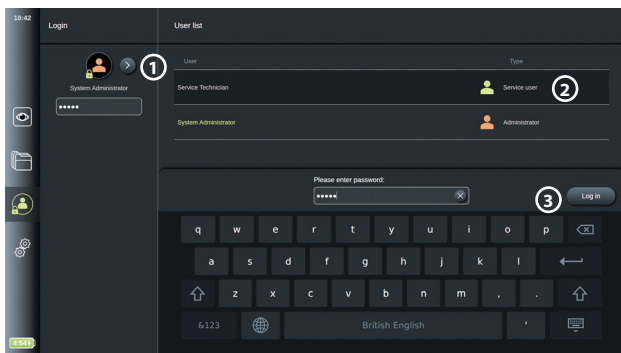 10:42
Login
User list
1
User
Type
System Administrator
Service Technician
Service user
2
•••••
System Administrator
Administrator
Please enter password:
•••••
3
Log in
q w e r t y u i o p
a s d f g h j k l
z x c v b n m , .
&123
British English
'
4:54+